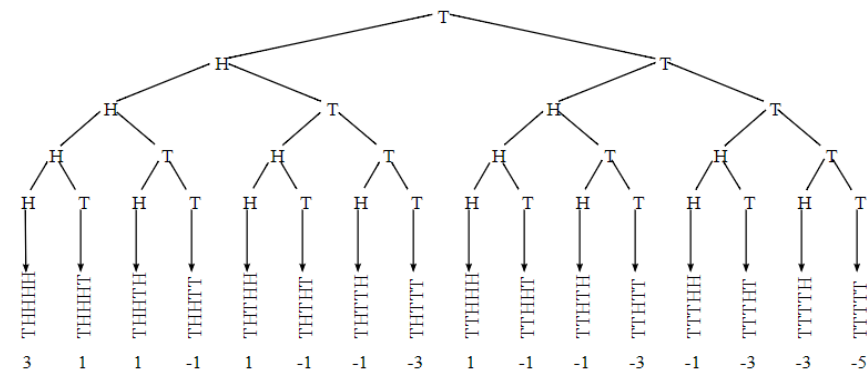 T
H T
H T H T
H T H T H T H T
H T H T H T H T H T H T H T H T
THHHH THHHT THHTH THHTT THTHH THTHT THTTH THTTT TTHHH TTHHT TTHTH TTHTT TTTHH TTTHT TTTTH TTTTT
3 1 1 -1 1 -1 -1 -3 1 -1 -1 -3 -1 -3 -3 -5